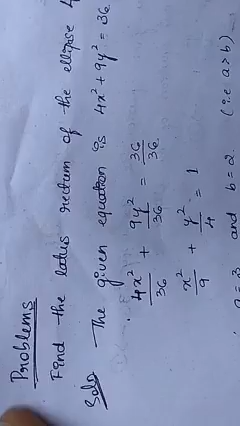 Problems
Find the latus rectum of the ellipse 4
Soln The given equation is 4x² + 9y² = 36
4x²/36 + 9y²/36 = 36/36
x²/9 + y²/4 = 1
and b = 2 (i.e a > b)